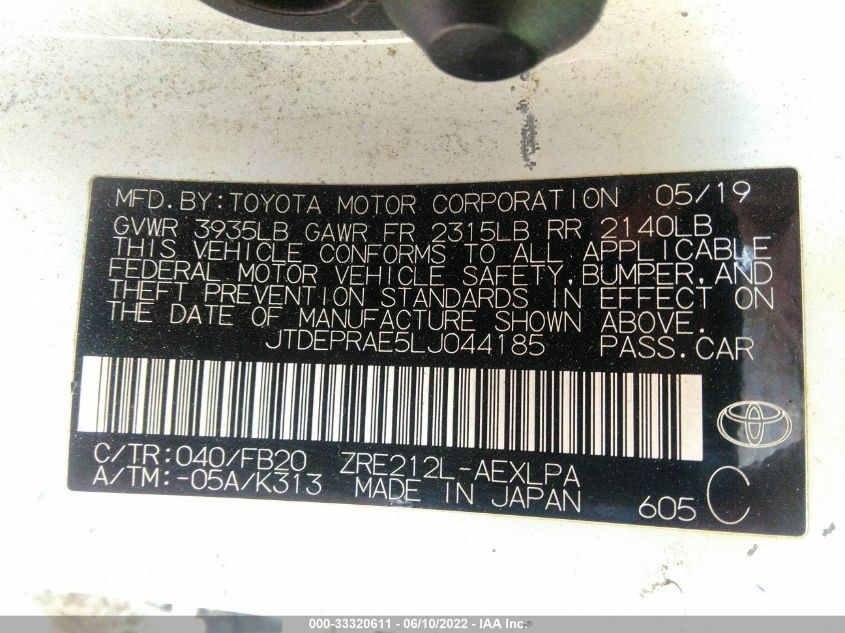 MFD.BY:TOYOTA MOTOR CORPORATION 05/19
GVWR 3935LB GAWR FR 2315LB RR 2140LB
THIS VEHICLE CONFORMS TO ALL APPLICABLE
FEDERAL MOTOR VEHICLE SAFETY,BUMPER,AND
THEFT PREVENTION STANDARDS IN EFFECT ON
THE DATE OF MANUFACTURE SHOWN ABOVE.
JTDEPRAE5LJ044185 PASS.CAR
C/TR:040/FB20 ZRE212L-AEXLPA
A/TM:-05A/K313 MADE IN JAPAN 605 C
000-33320611 - 06/10/2022 - IAA Inc.